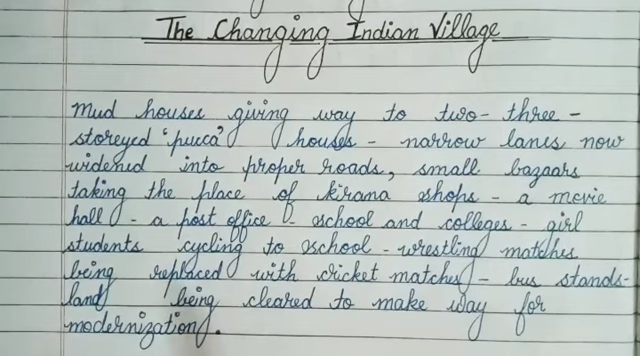 The Changing Indian Village
Mud houses giving way to two-three-
storeyed 'pucca' houses - narrow lanes now
widened into proper roads, small bazaars
taking the place of kirana shops - a movie
hall - a post office - school and colleges - girl
students cycling to school - wrestling matches
being replaced with cricket matches - bus stands-
land being cleared to make way for
modernization.